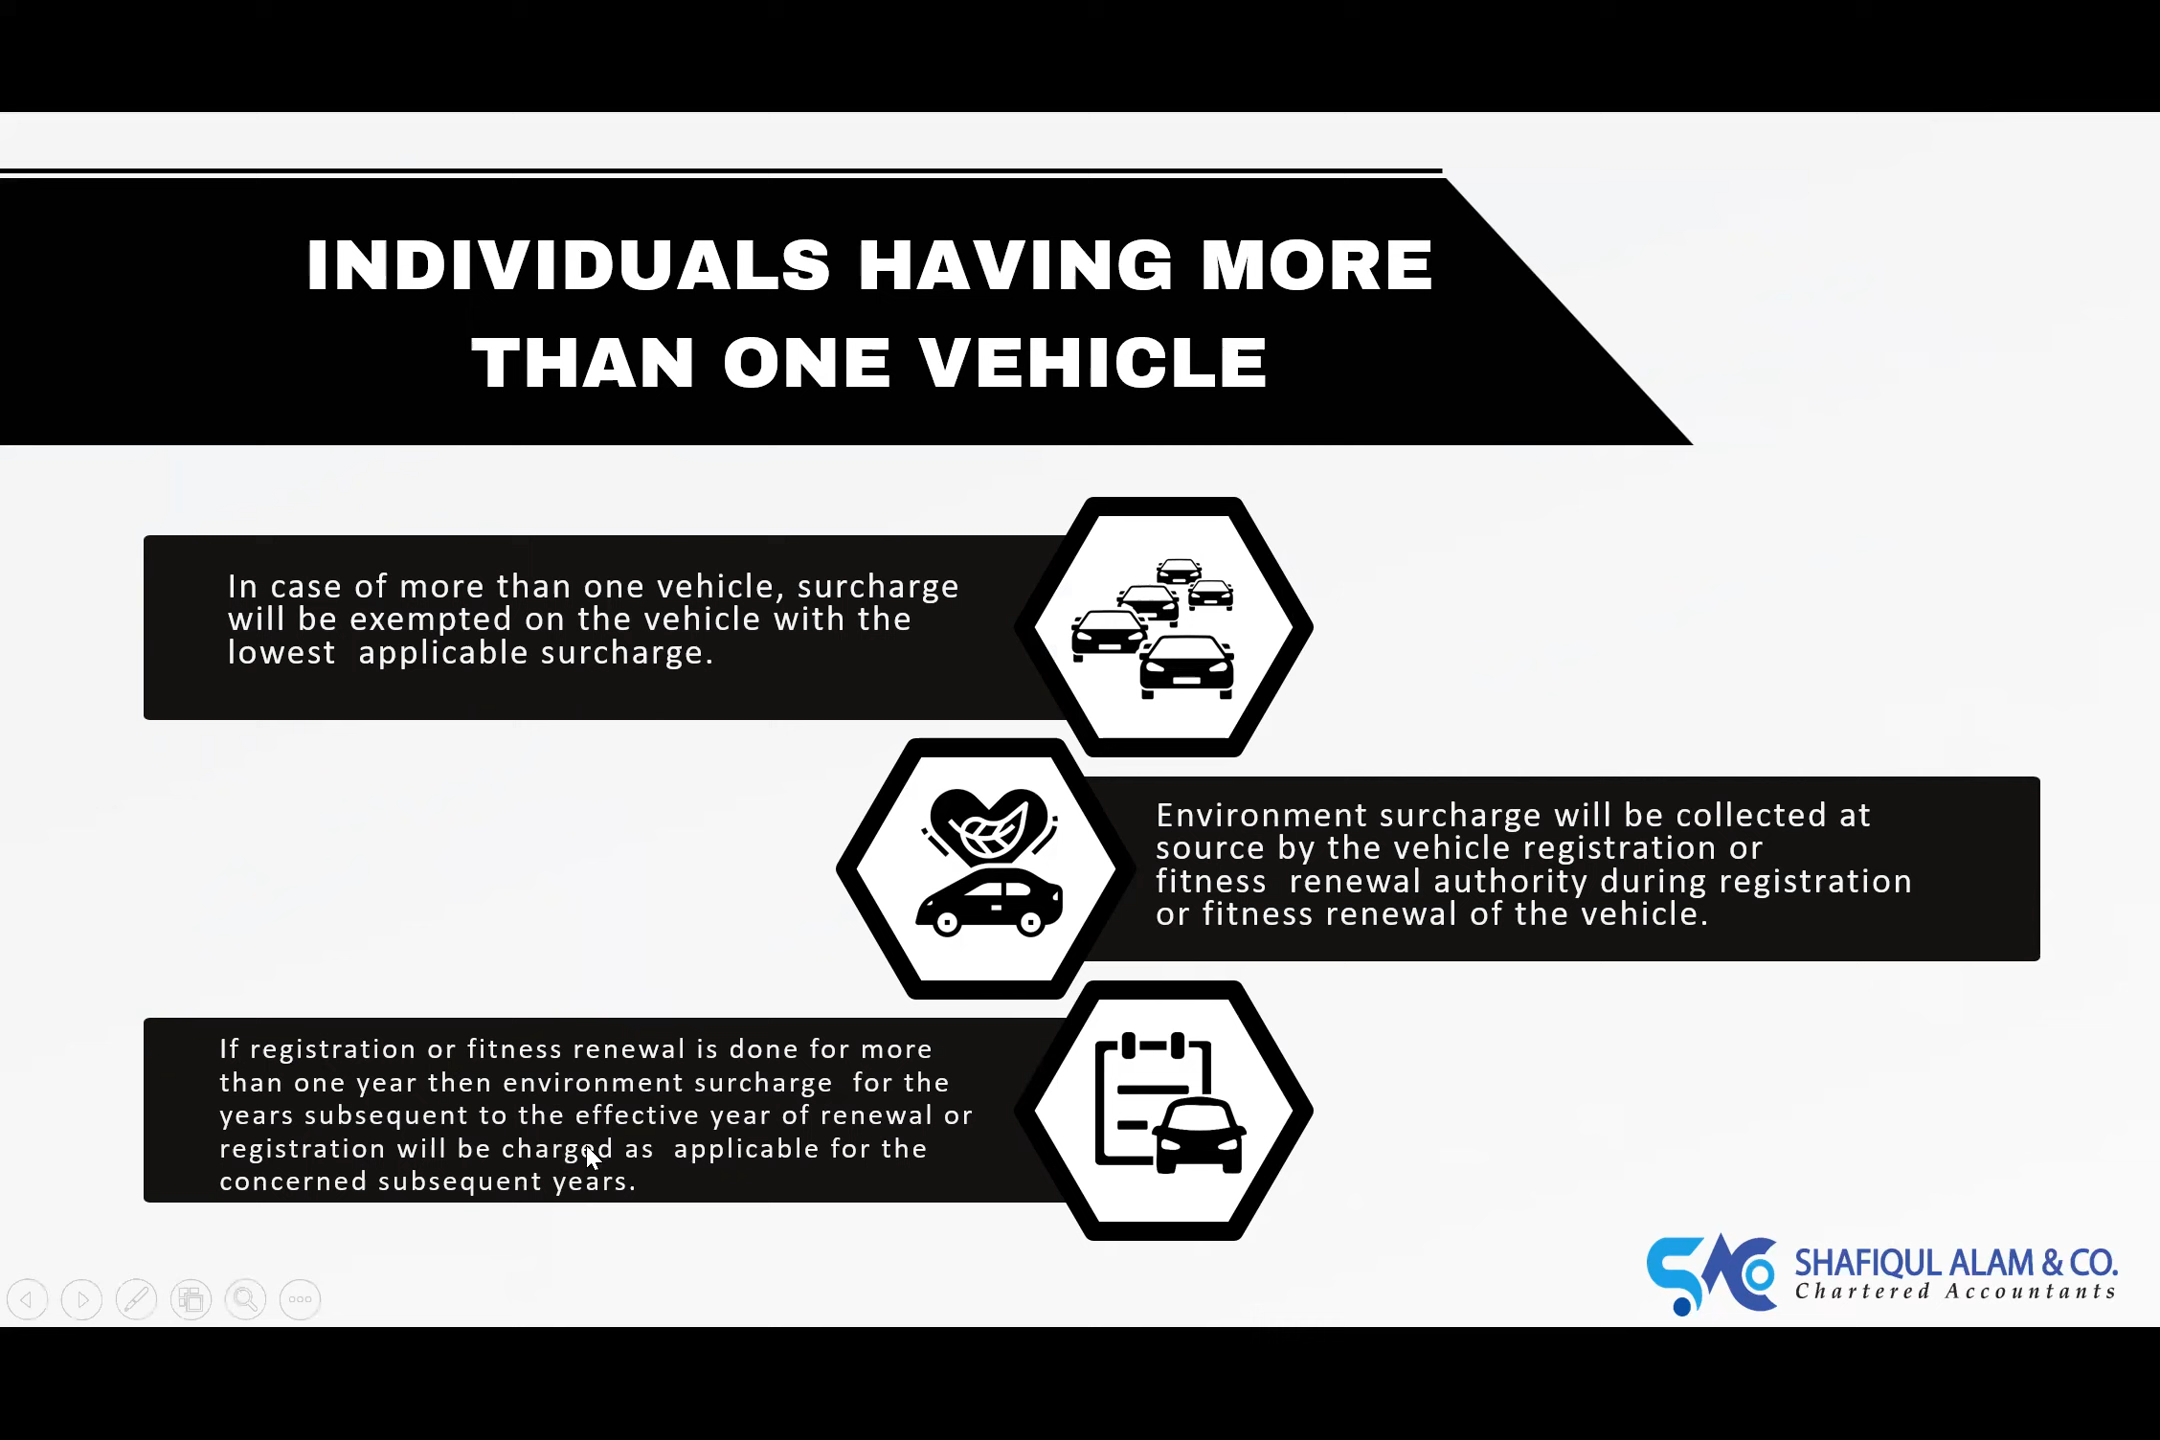 INDIVIDUALS HAVING MORE
THAN ONE VEHICLE
In case of more than one vehicle, surcharge
will be exempted on the vehicle with the
lowest applicable surcharge.
Environment surcharge will be collected at
source by the vehicle registration or
fitness renewal authority during registration
or fitness renewal of the vehicle.
If registration or fitness renewal is done for more
than one year then environment surcharge for the
years subsequent to the effective year of renewal or
registration will be charged as applicable for the
concerned subsequent years.
SACo
SHAFIQUL ALAM & CO.
Chartered Accountants